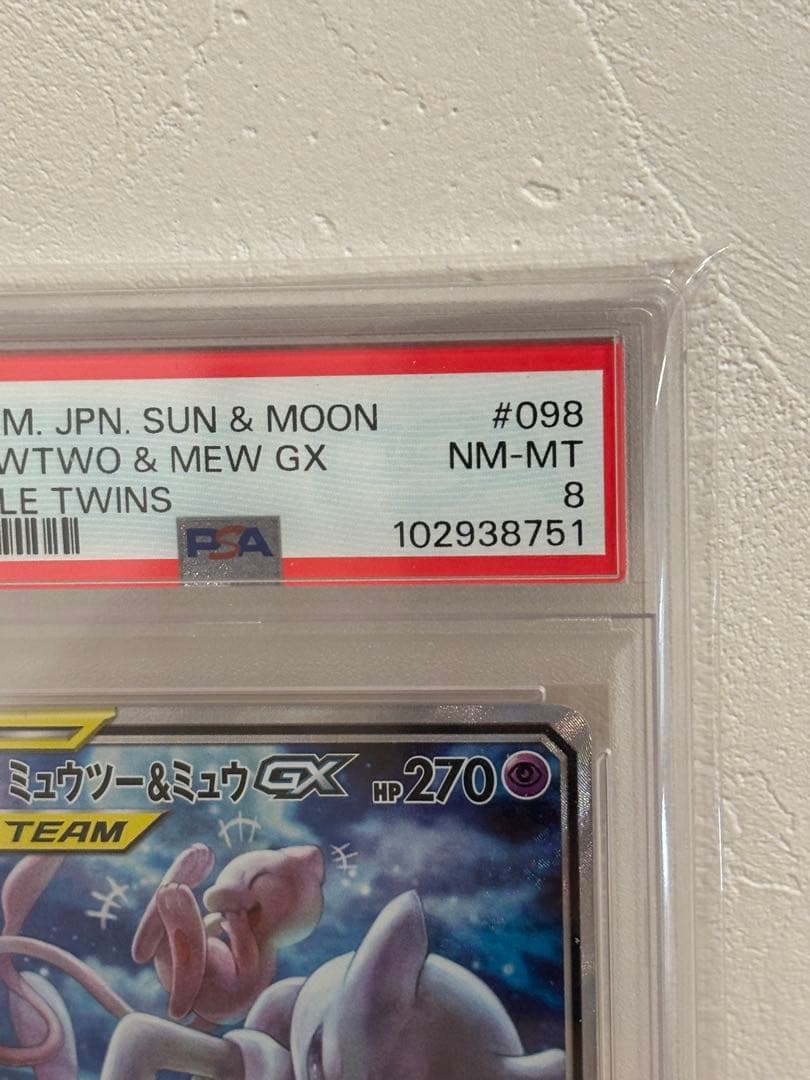 M. JPN. SUN & MOON #098
WTWO & MEW GX NM-MT
LE TWINS 8
PSA 102938751
ミュウツー&ミュウGX HP270
TEAM